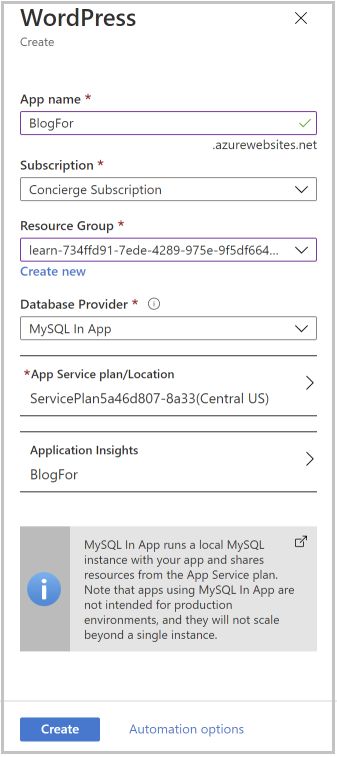 WordPress
Create
App name *
BlogFor
.azurewebsites.net
Subscription *
Concierge Subscription
Resource Group *
learn-734ffd91-7ede-4289-975e-9f5df664...
Create new
Database Provider *
MySQL In App
*App Service plan/Location
ServicePlan5a46d807-8a33(Central US)
Application Insights
BlogFor
MySQL In App runs a local MySQL
instance with your app and shares
resources from the App Service plan.
Note that apps using MySQL In App are
not intended for production
environments, and they will not scale
beyond a single instance.
Create
Automation options